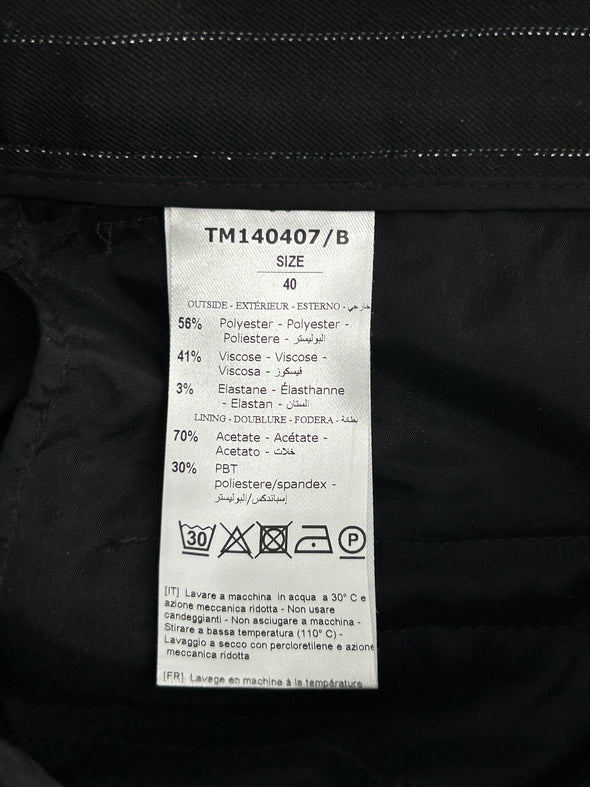 TM140407/B
SIZE
40
OUTSIDE - EXTÉRIEUR - ESTERNO - خارجي
56% Polyester - Polyester -
Poliestere - البوليستر
41% Viscose - Viscose -
Viscosa - فيسكوز
3% Elastane - Élasthanne
- Elastan - الستان
LINING - DOUBLURE - FODERA - بطانة
70% Acetate - Acétate -
Acetato - خلات
30% PBT
poliestere/spandex -
إسباندكس/البوليستر
30 P
[IT] Lavare a macchina in acqua a 30° C e
azione meccanica ridotta - Non usare
candeggianti - Non asciugare a macchina -
Stirare a bassa temperatura (110° C) -
Lavaggio a secco con percloretilene e azione
meccanica ridotta
[FR] Lavage en machine à la température